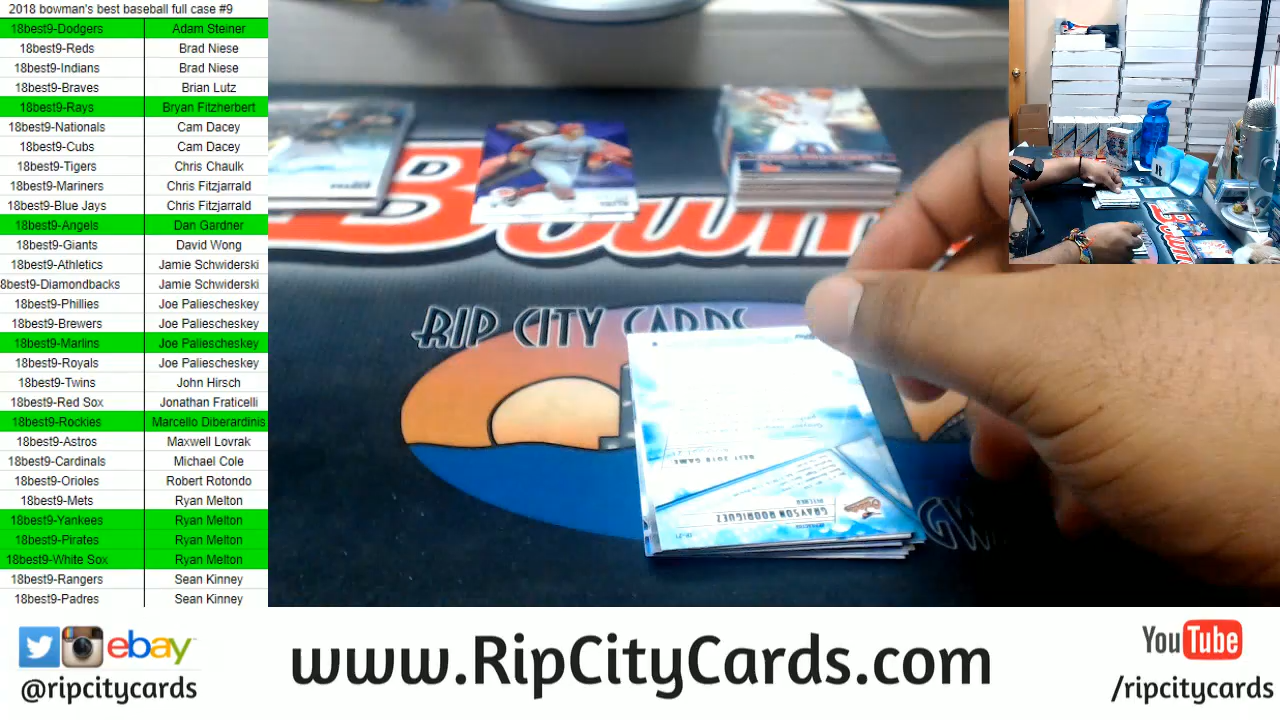 2018 bowman's best baseball full case #9
18best9-Dodgers Adam Steiner
18best9-Reds Brad Niese
18best9-Indians Brad Niese
18best9-Braves Brian Lutz
18best9-Rays Bryan Fitzherbert
18best9-Nationals Cam Dacey
18best9-Cubs Cam Dacey
18best9-Tigers Chris Chaulk
18best9-Mariners Chris Fitzjarrald
18best9-Blue Jays Chris Fitzjarrald
18best9-Angels Dan Gardner
18best9-Giants David Wong
18best9-Athletics Jamie Schwiderski
8best9-Diamondbacks Jamie Schwiderski
18best9-Phillies Joe Paliescheskey
18best9-Brewers Joe Paliescheskey
18best9-Marlins Joe Paliescheskey
18best9-Royals Joe Paliescheskey
18best9-Twins John Hirsch
18best9-Red Sox Jonathan Fraticelli
18best9-Rockies Marcello Diberardinis
18best9-Astros Maxwell Lovrak
18best9-Cardinals Michael Cole
18best9-Orioles Robert Rotondo
18best9-Mets Ryan Melton
18best9-Yankees Ryan Melton
18best9-Pirates Ryan Melton
18best9-White Sox Ryan Melton
18best9-Rangers Sean Kinney
18best9-Padres Sean Kinney
Bowm
RIP CITY CARDS
BEST 2018 GAME
PITCHER
GRAYSON RODRIGUEZ
ebay
@ripcitycards
www.RipCityCards.com
YouTube
/ripcitycards